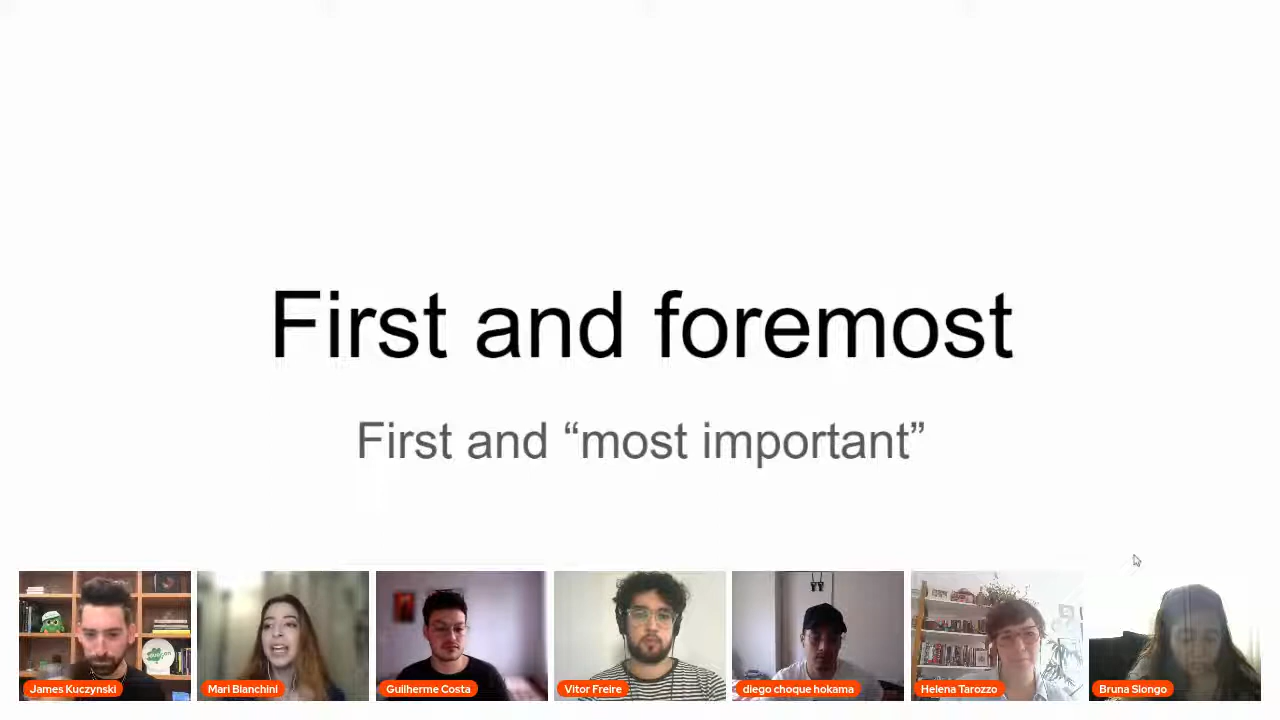 First and foremost
First and “most important”
James Kuczynski
Mari Bianchini
Guilherme Costa
Vitor Freire
diego choque hokama
Helena Tarozzo
Bruna Slongo